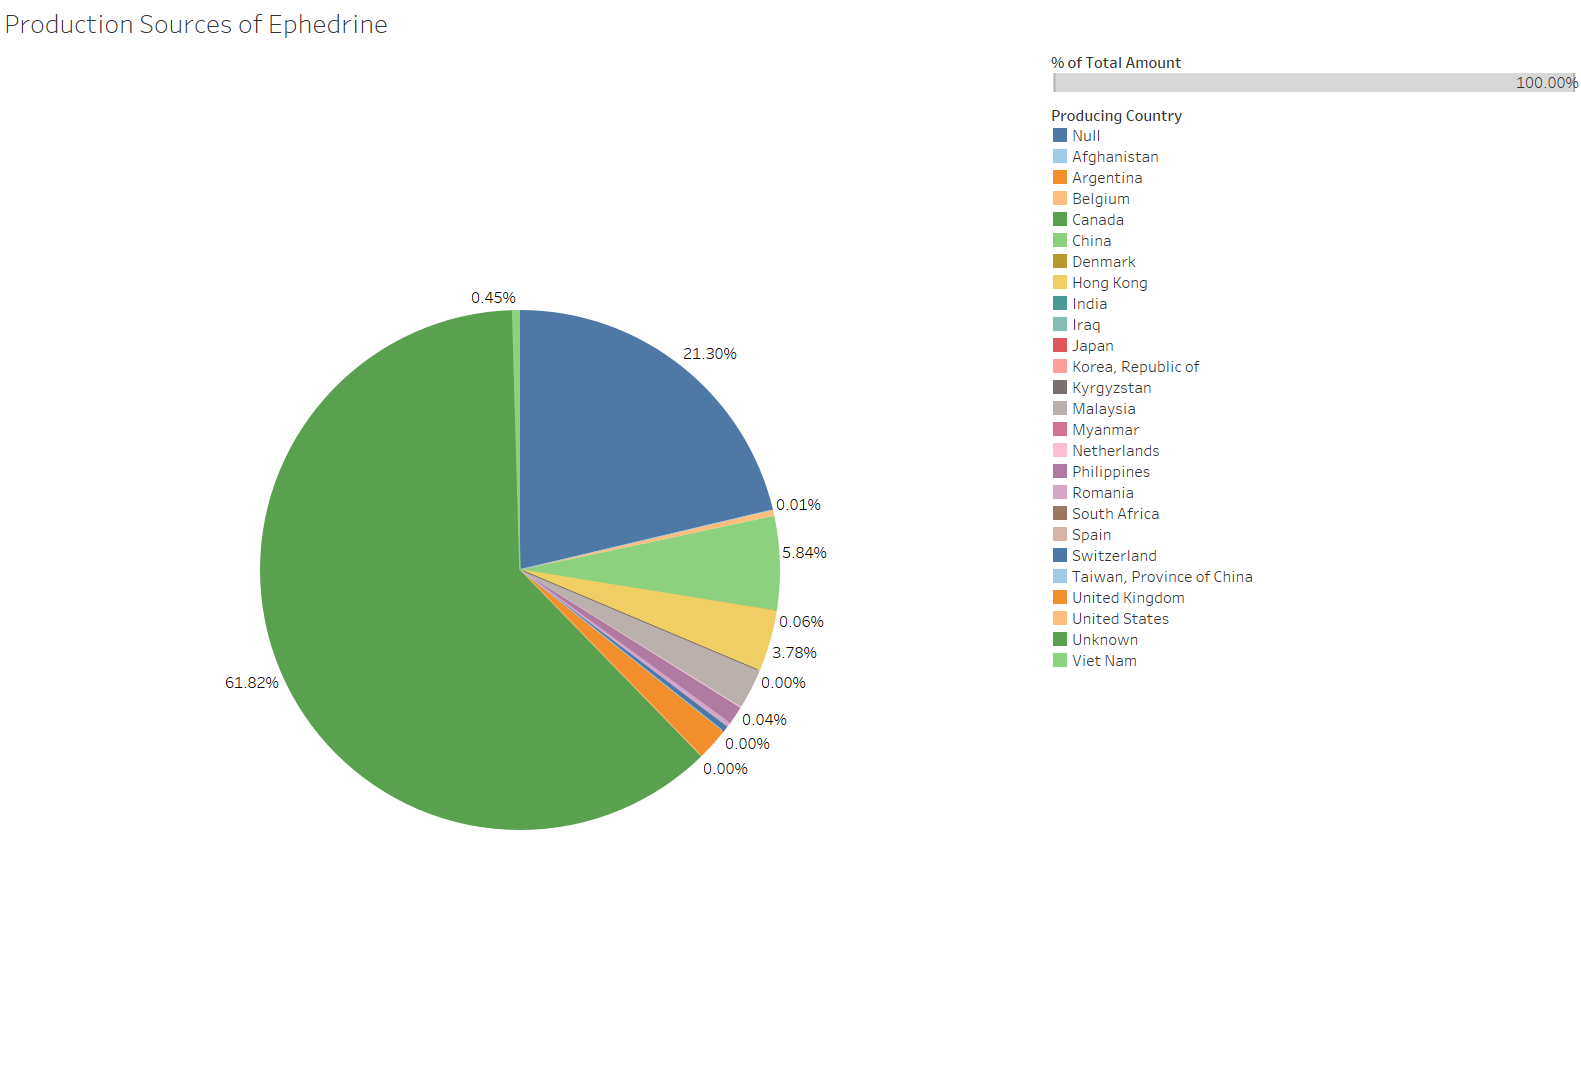 Production Sources of Ephedrine
% of Total Amount
100.00%
Producing Country
Null
Afghanistan
Argentina
Belgium
Canada
China
Denmark
Hong Kong
India
Iraq
Japan
Korea, Republic of
Kyrgyzstan
Malaysia
Myanmar
Netherlands
Philippines
Romania
South Africa
Spain
Switzerland
Taiwan, Province of China
United Kingdom
United States
Unknown
Viet Nam
0.45%
21.30%
0.01%
5.84%
0.06%
3.78%
0.00%
0.04%
0.00%
0.00%
61.82%